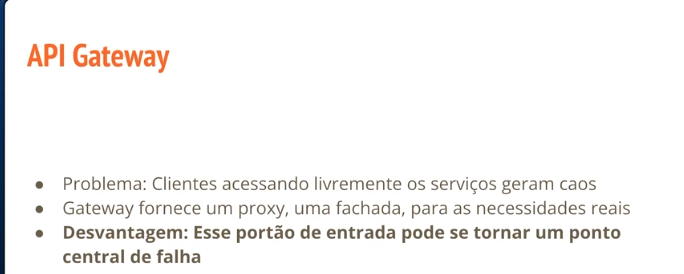 API Gateway
● Problema: Clientes acessando livremente os serviços geram caos
● Gateway fornece um proxy, uma fachada, para as necessidades reais
● Desvantagem: Esse portão de entrada pode se tornar um ponto
central de falha